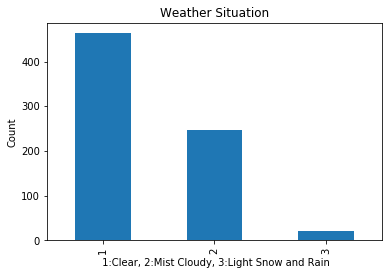 Weather Situation
400
300
200
100
0
Count
1
2
3
1:Clear, 2:Mist Cloudy, 3:Light Snow and Rain